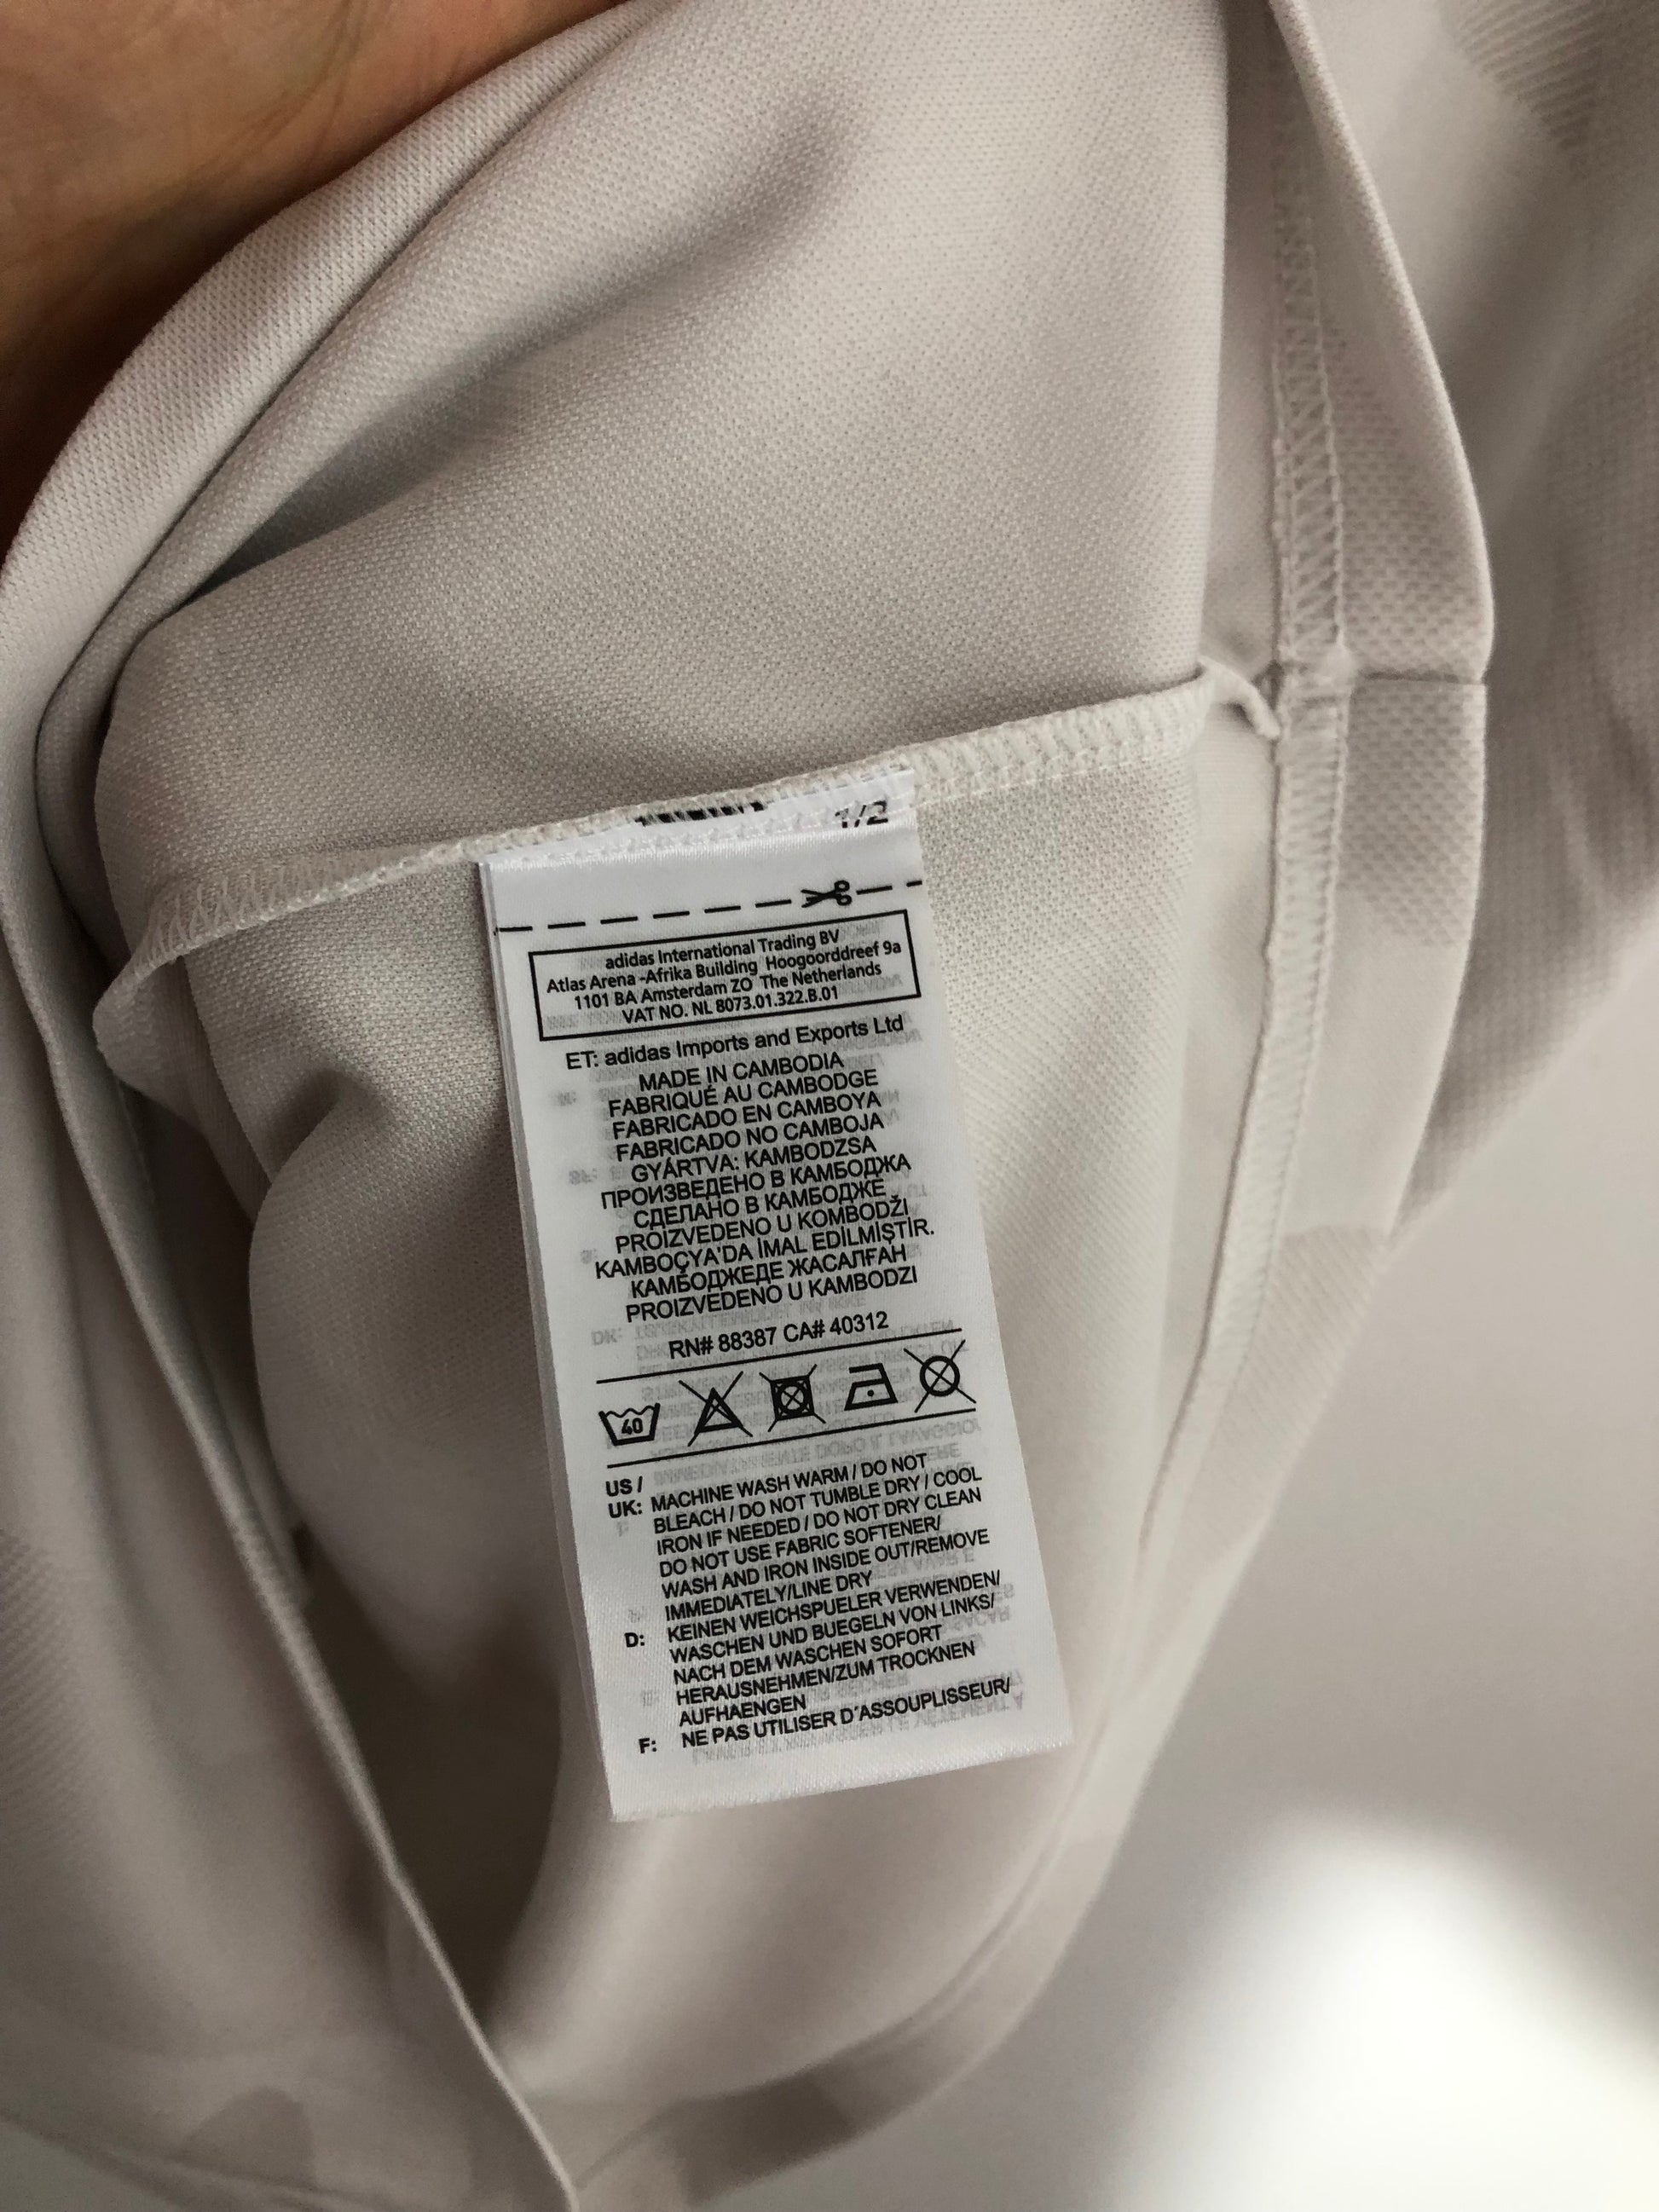 1/2
adidas International Trading BV
Atlas Arena -Afrika Building Hoogoorddreef 9a
1101 BA Amsterdam ZO The Netherlands
VAT NO. NL 8073.01.322.B.01
ET: adidas Imports and Exports Ltd
MADE IN CAMBODIA
FABRIQUÉ AU CAMBODGE
FABRICADO EN CAMBOYA
FABRICADO NO CAMBOJA
GYÁRTVA: KAMBODZSA
ПРОИЗВЕДЕНО В КАМБОДЖА
СДЕЛАНО В КАМБОДЖЕ
PROIZVEDENO U KOMBODŽI
KAMBOÇYA'DA İMAL EDİLMİŞTİR.
КАМБОДЖЕДЕ ЖАСАЛҒАН
PROIZVEDENO U KAMBODZI
RN# 88387 CA# 40312
40
US /
UK: MACHINE WASH WARM / DO NOT
BLEACH / DO NOT TUMBLE DRY / COOL
IRON IF NEEDED / DO NOT DRY CLEAN
DO NOT USE FABRIC SOFTENER/
WASH AND IRON INSIDE OUT/REMOVE
IMMEDIATELY/LINE DRY
D: KEINEN WEICHSPUELER VERWENDEN/
WASCHEN UND BUEGELN VON LINKS/
NACH DEM WASCHEN SOFORT
HERAUSNEHMEN/ZUM TROCKNEN
AUFHAENGEN
F: NE PAS UTILISER D´ASSOUPLISSEUR/